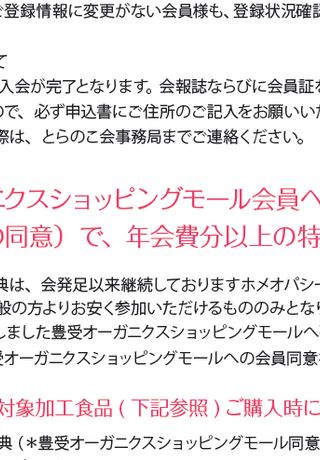 ご登録情報に変更がない会員様も、登録状況確認
て
入会が完了となります。会報誌ならびに会員証を
ので、必ず申込書にご住所のご記入をお願いいた
際は、とらのこ会事務局までご連絡ください。
ニクスショッピングモール会員へ
の同意）で、年会費分以上の特
典は、会発足以来継続しておりますホメオパシー
般の方よりお安く参加いただけるもののみとなり
しました豊受オーガニクスショッピングモールへ
受オーガニクスショッピングモールへの会員同意
対象加工食品 ( 下記参照 ) ご購入時に
典（＊豊受オーガニクスショッピングモール同意